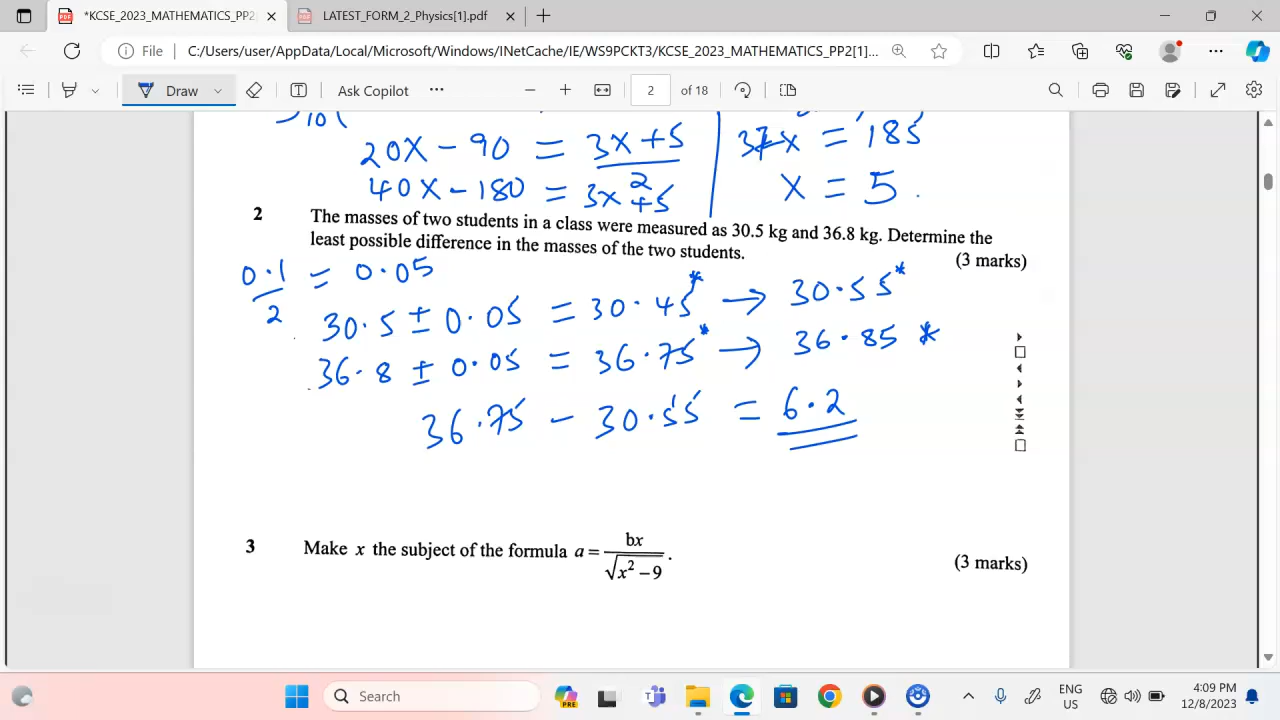 *KCSE_2023_MATHEMATICS_PP2[1].p
LATEST_FORM_2_Physics[1].pdf
File C:/Users/user/AppData/Local/Microsoft/Windows/INetCache/IE/WS9PCKT3/KCSE_2023_MATHEMATICS_PP2[1]...
Draw Ask Copilot 2 of 18
20x - 90 = 3x + 5 / 2
40x - 180 = 3x + 5
37x = 185
x = 5.
2 The masses of two students in a class were measured as 30.5 kg and 36.8 kg. Determine the
least possible difference in the masses of the two students.
(3 marks)
0.1 / 2 = 0.05
30.5 ± 0.05 = 30.45* → 30.55*
36.8 ± 0.05 = 36.75* → 36.85 *
36.75 - 30.55 = 6.2
3 Make x the subject of the formula a = bx / √x² - 9.
(3 marks)
Search
PRE
ENG
US
4:09 PM
12/8/2023